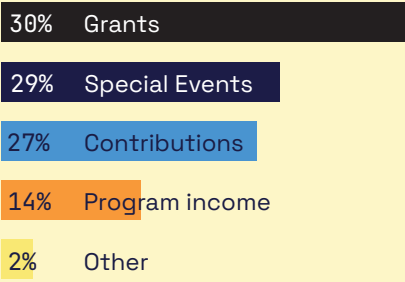 30% Grants
29% Special Events
27% Contributions
14% Program income
2% Other